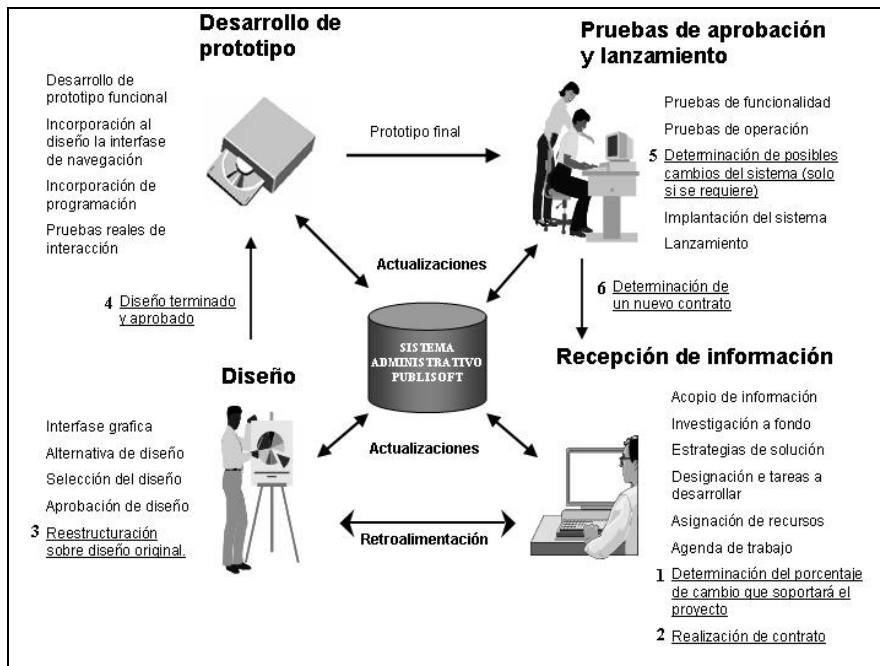 Desarrollo de
prototipo
Desarrollo de
prototipo funcional
Incorporación al
diseño la interfase
de navegación
Incorporación de
programación
Pruebas reales de
interacción
Prototipo final
Pruebas de aprobación
y lanzamiento
Pruebas de funcionalidad
Pruebas de operación
5 Determinación de posibles
cambios del sistema (solo
si se requiere)
Implantación del sistema
Lanzamiento
Actualizaciones
4 Diseño terminado
y aprobado
6 Determinación de
un nuevo contrato
SISTEMA
ADMINISTRATIVO
PUBLISOFT
Diseño
Interfase grafica
Alternativa de diseño
Selección del diseño
Aprobación de diseño
3 Reestructuración
sobre diseño original.
Actualizaciones
Retroalimentación
Recepción de información
Acopio de información
Investigación a fondo
Estrategias de solución
Designación e tareas a
desarrollar
Asignación de recursos
Agenda de trabajo
1 Determinación del porcentaje
de cambio que soportará el
proyecto
2 Realización de contrato